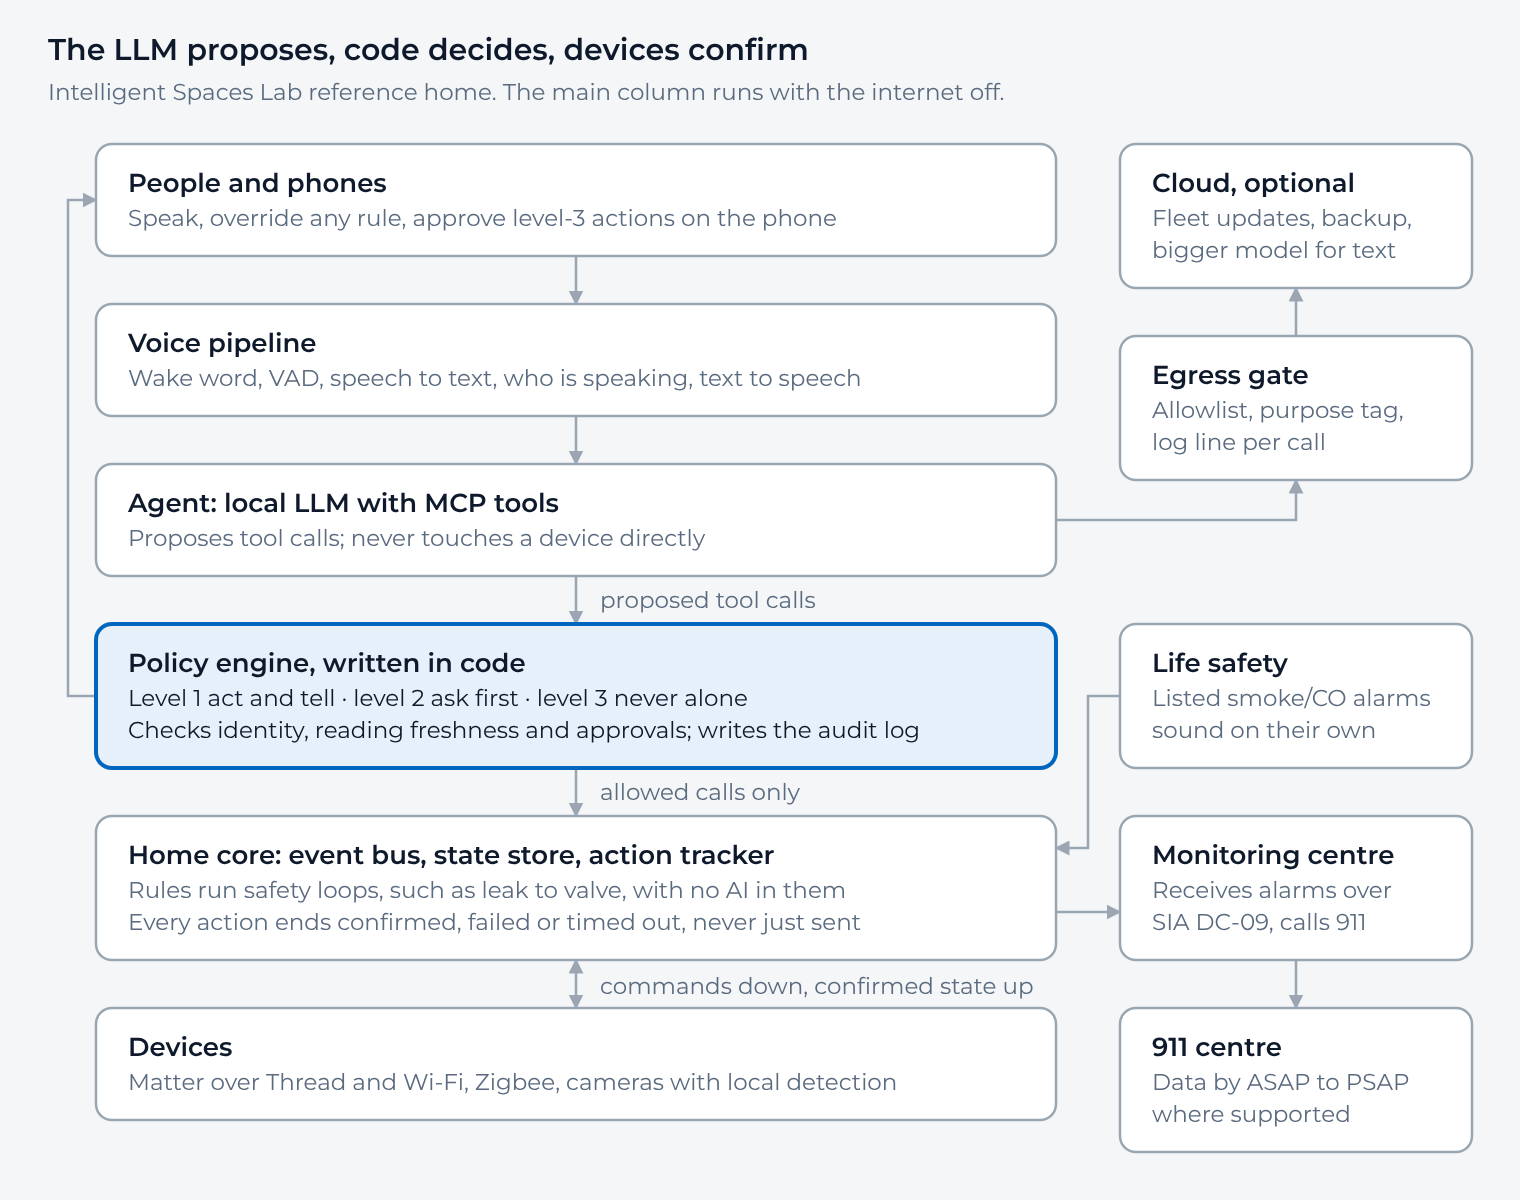 The LLM proposes, code decides, devices confirm
Intelligent Spaces Lab reference home. The main column runs with the internet off.
People and phones
Speak, override any rule, approve level-3 actions on the phone
Cloud, optional
Fleet updates, backup,
bigger model for text
Voice pipeline
Wake word, VAD, speech to text, who is speaking, text to speech
Egress gate
Allowlist, purpose tag,
log line per call
Agent: local LLM with MCP tools
Proposes tool calls; never touches a device directly
proposed tool calls
Policy engine, written in code
Level 1 act and tell · level 2 ask first · level 3 never alone
Checks identity, reading freshness and approvals; writes the audit log
Life safety
Listed smoke/CO alarms
sound on their own
allowed calls only
Home core: event bus, state store, action tracker
Rules run safety loops, such as leak to valve, with no AI in them
Every action ends confirmed, failed or timed out, never just sent
Monitoring centre
Receives alarms over
SIA DC-09, calls 911
commands down, confirmed state up
Devices
Matter over Thread and Wi-Fi, Zigbee, cameras with local detection
911 centre
Data by ASAP to PSAP
where supported